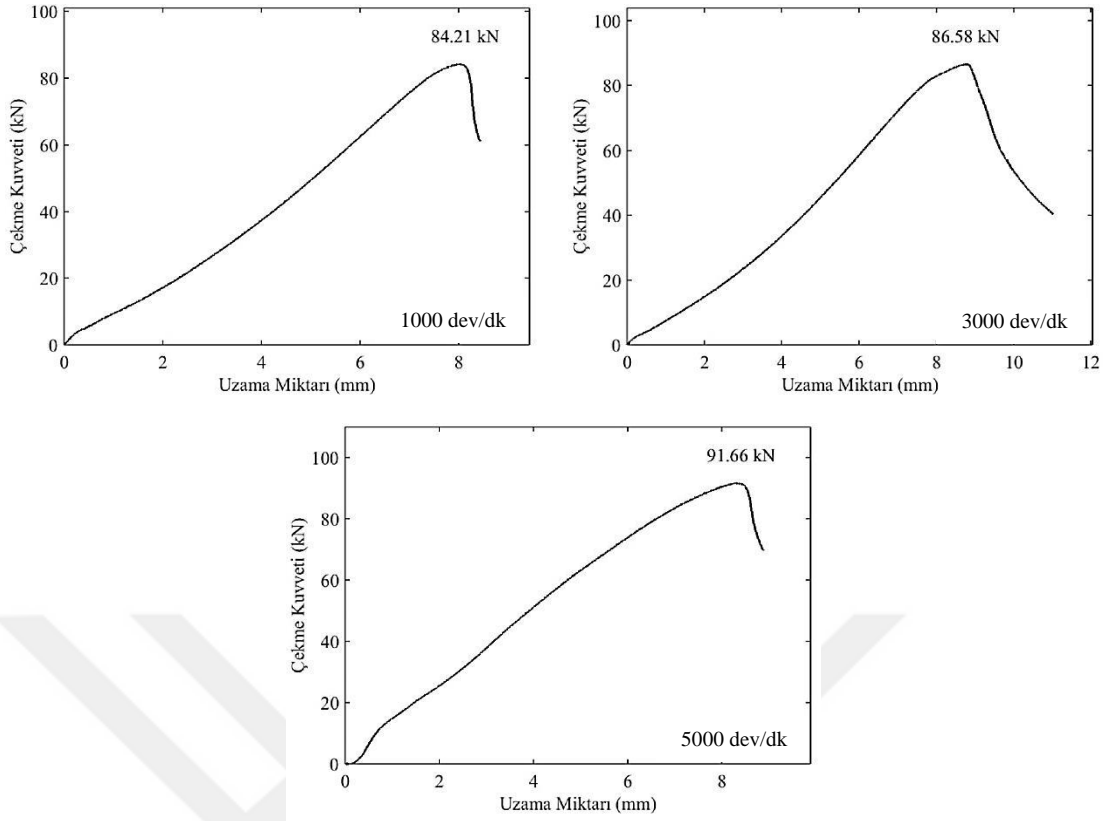 100
84.21 kN
80
60
40
20
0
Çekme Kuvveti (kN)
1000 dev/dk
0 2 4 6 8
Uzama Miktarı (mm)
100
86.58 kN
80
60
40
20
0
Çekme Kuvveti (kN)
3000 dev/dk
0 2 4 6 8 10 12
Uzama Miktarı (mm)
100
91.66 kN
80
60
40
20
0
Çekme Kuvveti (kN)
5000 dev/dk
0 2 4 6 8
Uzama Miktarı (mm)